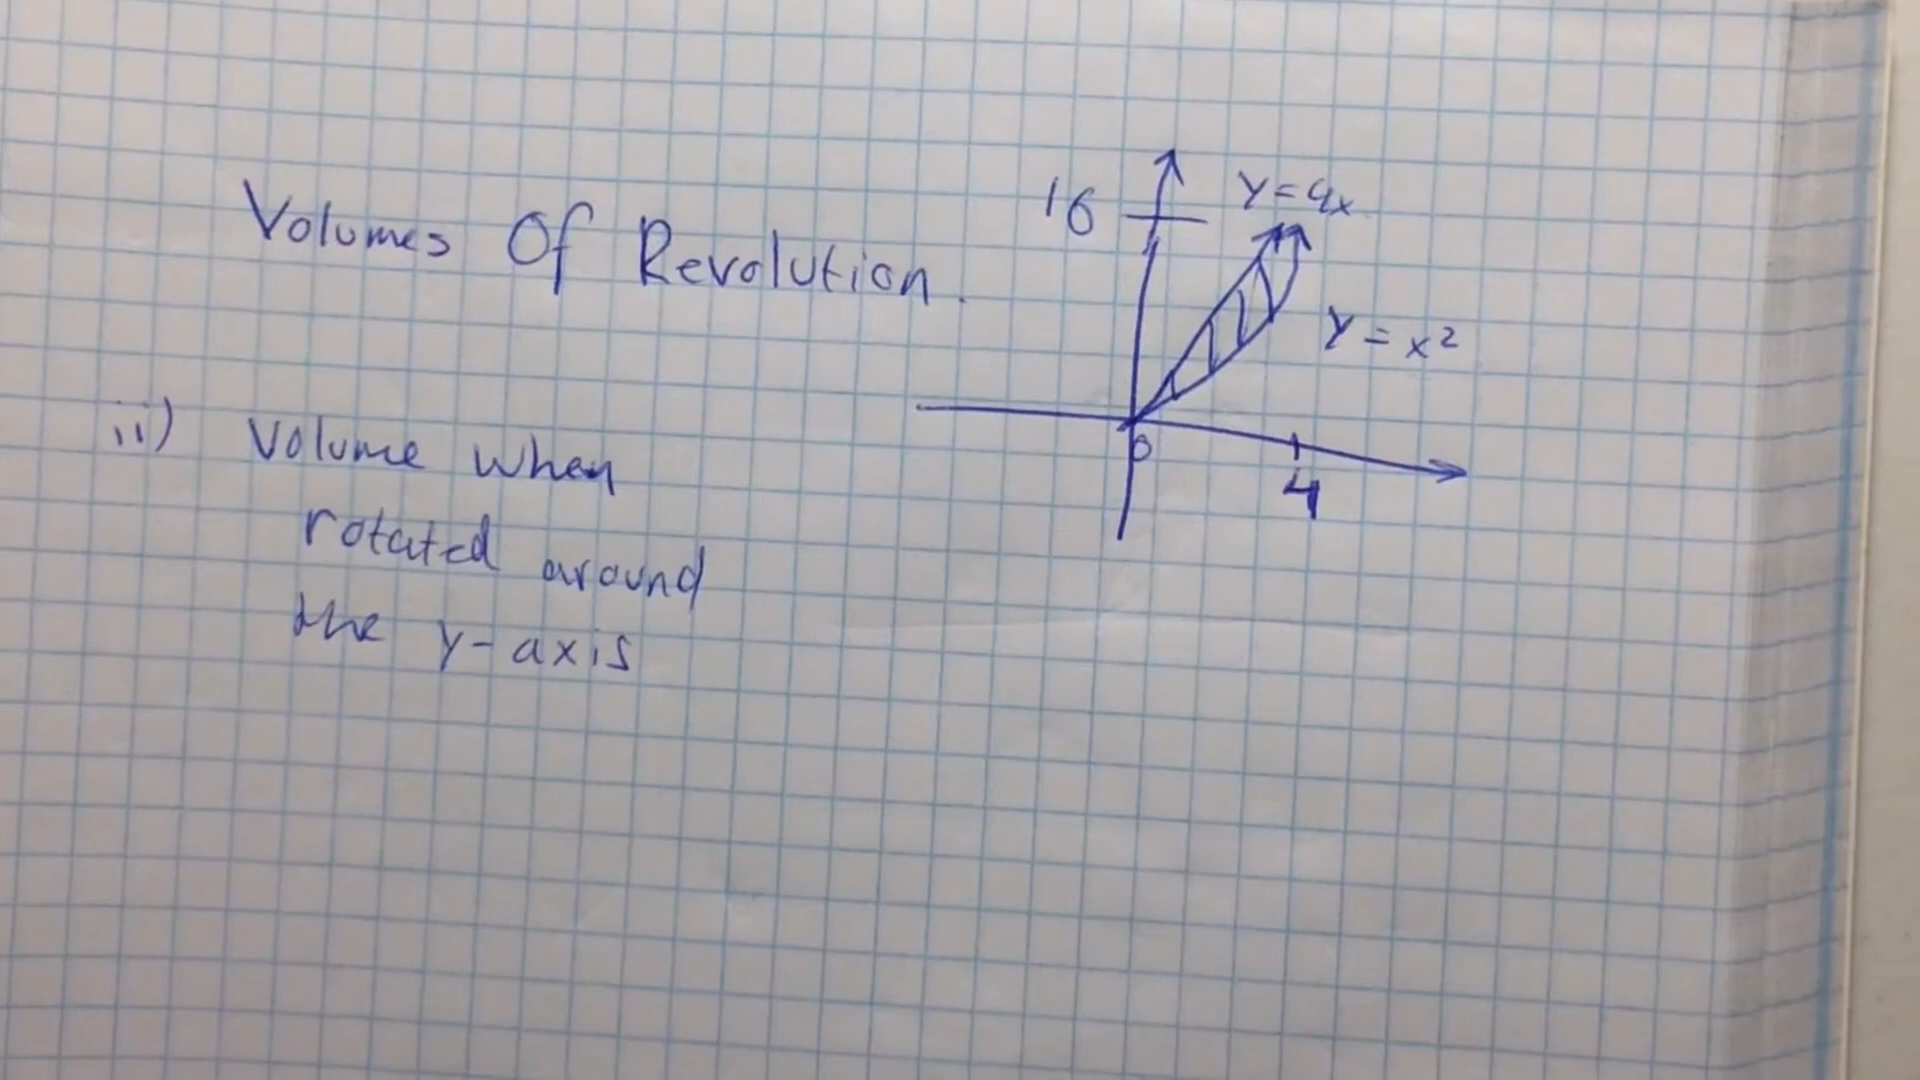 Volumes Of Revolution.
16
y=4x
y = x²
0
4
ii) Volume when
rotated around
the y-axis